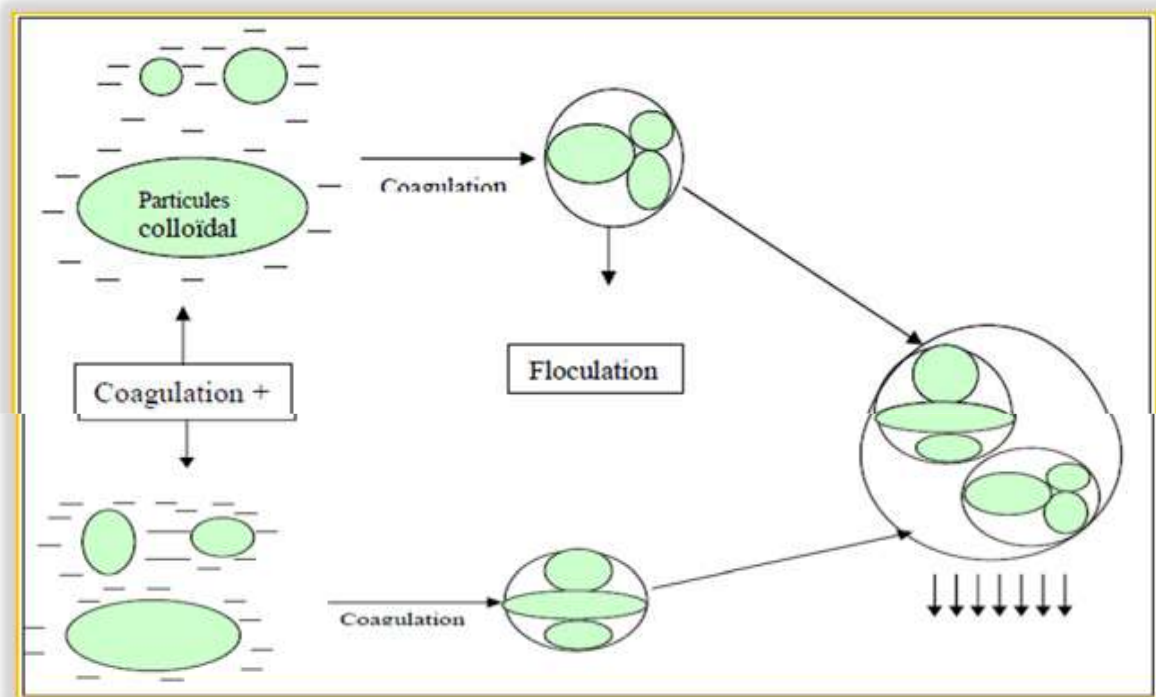 Particules
colloïdal
Coagulation
Coagulation +
Floculation
Coagulation